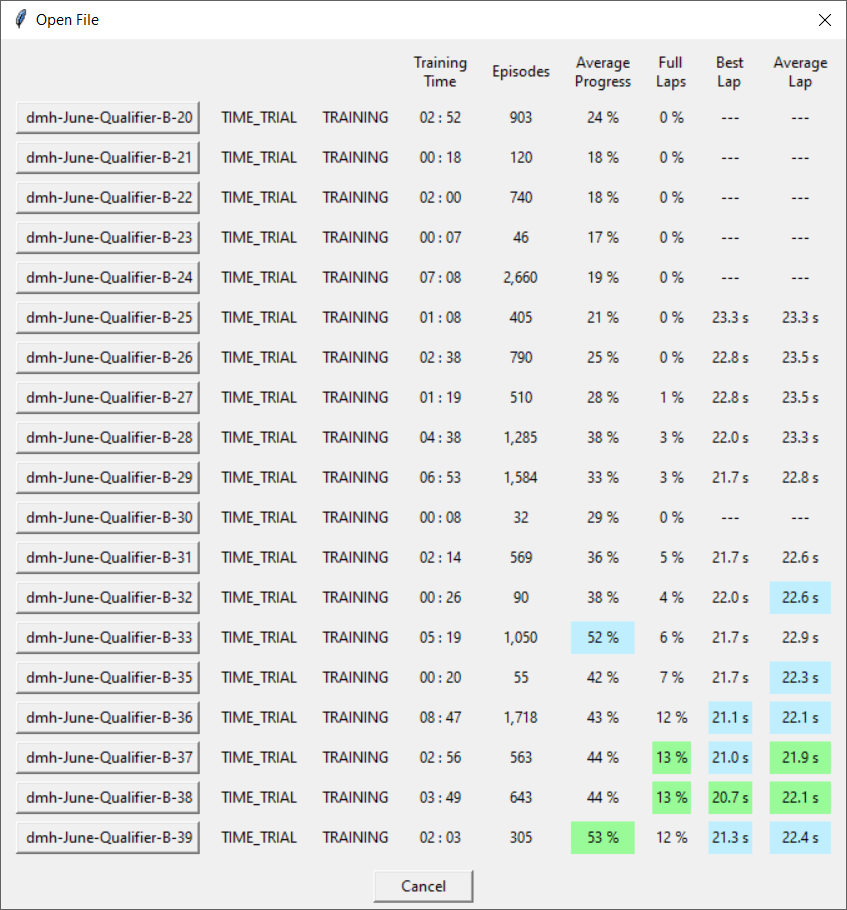 Open File
Training Time Episodes Average Progress Full Laps Best Lap Average Lap
dmh-June-Qualifier-B-20 TIME_TRIAL TRAINING 02 : 52 903 24 % 0 % --- ---
dmh-June-Qualifier-B-21 TIME_TRIAL TRAINING 00 : 18 120 18 % 0 % --- ---
dmh-June-Qualifier-B-22 TIME_TRIAL TRAINING 02 : 00 740 18 % 0 % --- ---
dmh-June-Qualifier-B-23 TIME_TRIAL TRAINING 00 : 07 46 17 % 0 % --- ---
dmh-June-Qualifier-B-24 TIME_TRIAL TRAINING 07 : 08 2,660 19 % 0 % --- ---
dmh-June-Qualifier-B-25 TIME_TRIAL TRAINING 01 : 08 405 21 % 0 % 23.3 s 23.3 s
dmh-June-Qualifier-B-26 TIME_TRIAL TRAINING 02 : 38 790 25 % 0 % 22.8 s 23.5 s
dmh-June-Qualifier-B-27 TIME_TRIAL TRAINING 01 : 19 510 28 % 1 % 22.8 s 23.5 s
dmh-June-Qualifier-B-28 TIME_TRIAL TRAINING 04 : 38 1,285 38 % 3 % 22.0 s 23.3 s
dmh-June-Qualifier-B-29 TIME_TRIAL TRAINING 06 : 53 1,584 33 % 3 % 21.7 s 22.8 s
dmh-June-Qualifier-B-30 TIME_TRIAL TRAINING 00 : 08 32 29 % 0 % --- ---
dmh-June-Qualifier-B-31 TIME_TRIAL TRAINING 02 : 14 569 36 % 5 % 21.7 s 22.6 s
dmh-June-Qualifier-B-32 TIME_TRIAL TRAINING 00 : 26 90 38 % 4 % 22.0 s 22.6 s
dmh-June-Qualifier-B-33 TIME_TRIAL TRAINING 05 : 19 1,050 52 % 6 % 21.7 s 22.9 s
dmh-June-Qualifier-B-35 TIME_TRIAL TRAINING 00 : 20 55 42 % 7 % 21.7 s 22.3 s
dmh-June-Qualifier-B-36 TIME_TRIAL TRAINING 08 : 47 1,718 43 % 12 % 21.1 s 22.1 s
dmh-June-Qualifier-B-37 TIME_TRIAL TRAINING 02 : 56 563 44 % 13 % 21.0 s 21.9 s
dmh-June-Qualifier-B-38 TIME_TRIAL TRAINING 03 : 49 643 44 % 13 % 20.7 s 22.1 s
dmh-June-Qualifier-B-39 TIME_TRIAL TRAINING 02 : 03 305 53 % 12 % 21.3 s 22.4 s
Cancel